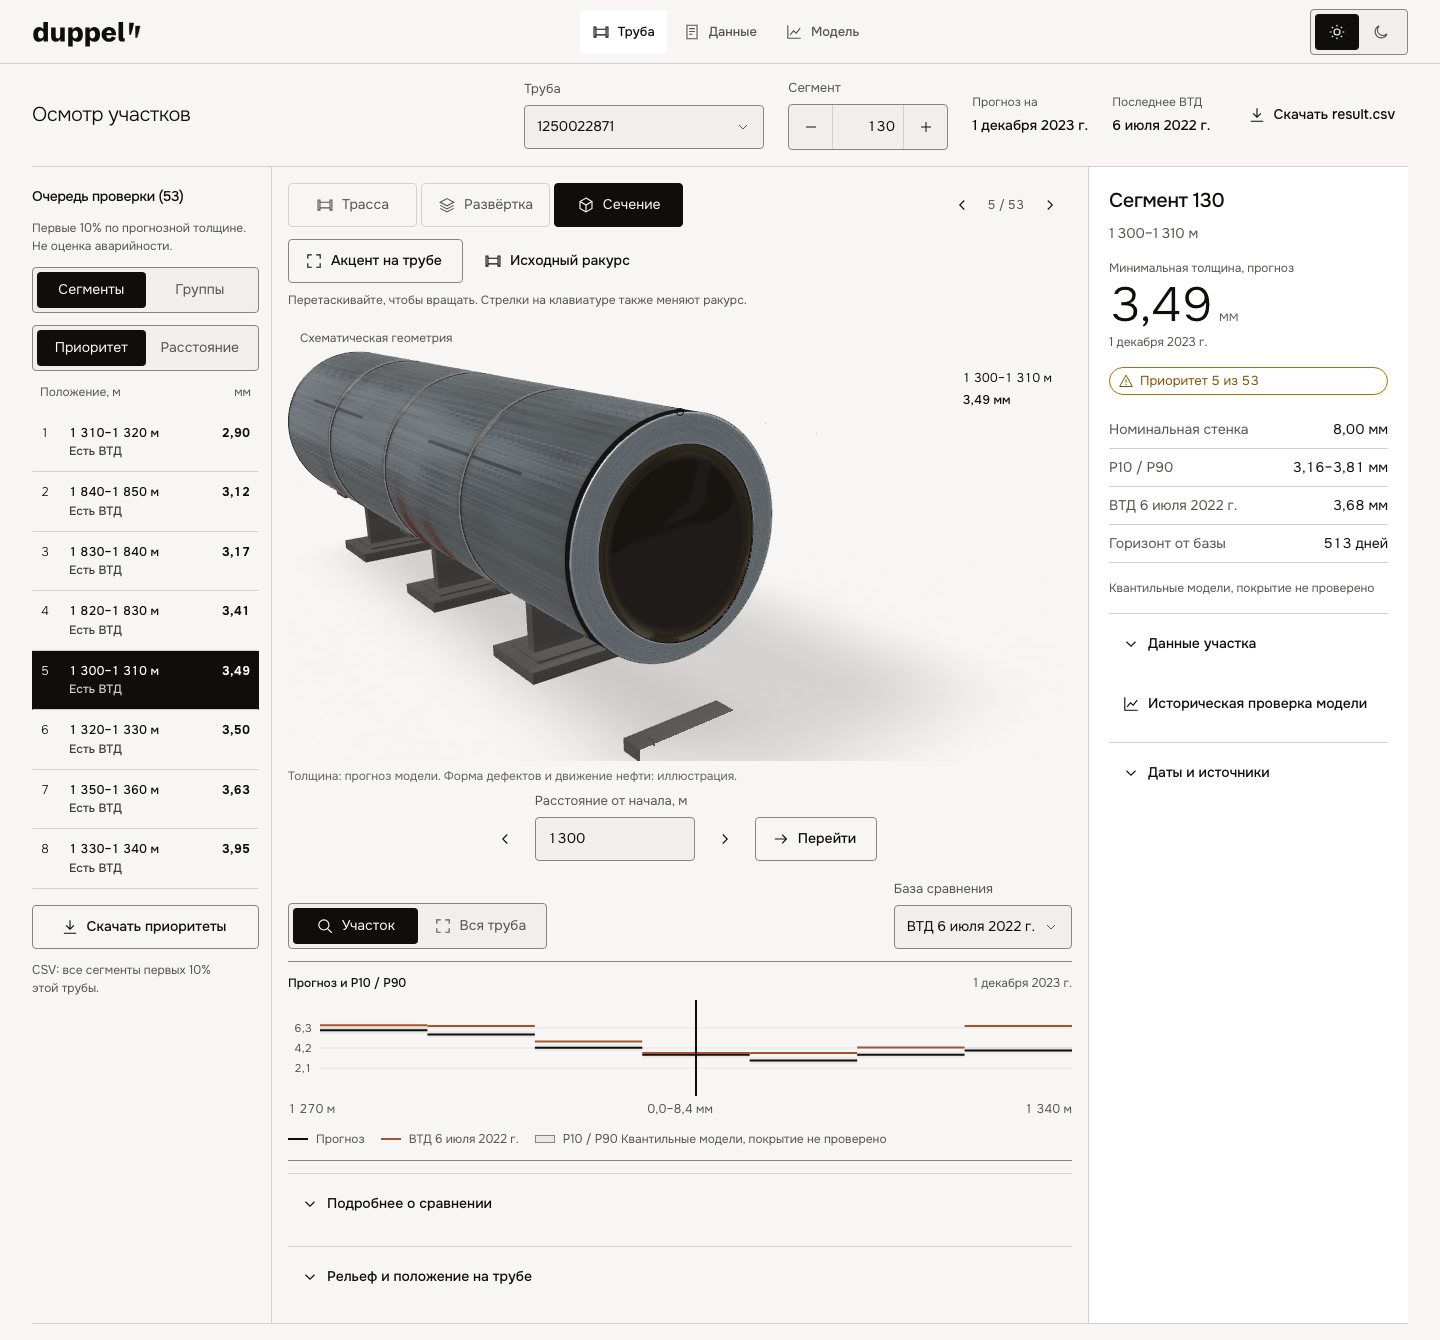 duppel
Труба
Данные
Модель
Осмотр участков
Труба
1250022871
Сегмент
130
Прогноз на
1 декабря 2023 г.
Последнее ВТД
6 июля 2022 г.
Скачать result.csv
Очередь проверки (53)
Первые 10% по прогнозной толщине.
Не оценка аварийности.
Сегменты
Группы
Приоритет
Расстояние
Положение, м
мм
1 1 310–1 320 м 2,90
Есть ВТД
2 1 840–1 850 м 3,12
Есть ВТД
3 1 830–1 840 м 3,17
Есть ВТД
4 1 820–1 830 м 3,41
Есть ВТД
5 1 300–1 310 м 3,49
Есть ВТД
6 1 320–1 330 м 3,50
Есть ВТД
7 1 350–1 360 м 3,63
Есть ВТД
8 1 330–1 340 м 3,95
Есть ВТД
Скачать приоритеты
CSV: все сегменты первых 10%
этой трубы.
Трасса
Развёртка
Сечение
5 / 53
Акцент на трубе
Исходный ракурс
Перетаскивайте, чтобы вращать. Стрелки на клавиатуре также меняют ракурс.
Схематическая геометрия
1 300–1 310 м
3,49 мм
Толщина: прогноз модели. Форма дефектов и движение нефти: иллюстрация.
Расстояние от начала, м
1300
Перейти
Участок
Вся труба
База сравнения
ВТД 6 июля 2022 г.
Прогноз и P10 / P90
1 декабря 2023 г.
6,3
4,2
2,1
1 270 м
0,0–8,4 мм
1 340 м
Прогноз
ВТД 6 июля 2022 г.
P10 / P90 Квантильные модели, покрытие не проверено
Подробнее о сравнении
Рельеф и положение на трубе
Сегмент 130
1 300–1 310 м
Минимальная толщина, прогноз
3,49 мм
1 декабря 2023 г.
Приоритет 5 из 53
Номинальная стенка 8,00 мм
P10 / P90 3,16–3,81 мм
ВТД 6 июля 2022 г. 3,68 мм
Горизонт от базы 513 дней
Квантильные модели, покрытие не проверено
Данные участка
Историческая проверка модели
Даты и источники